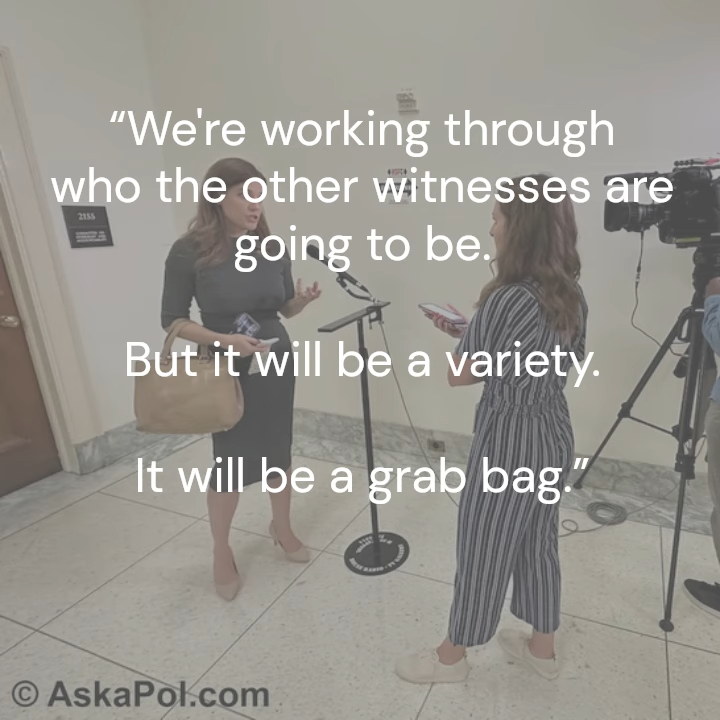 “We're working through
who the other witnesses are
going to be.
But it will be a variety.
It will be a grab bag.”
2155
© AskaPol.com